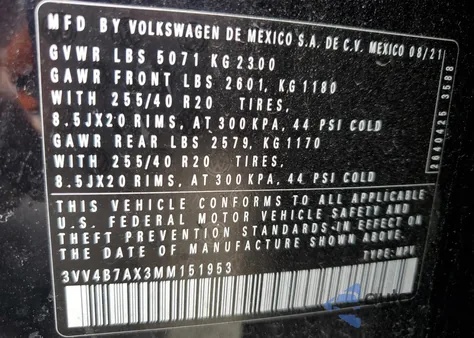 MFD BY VOLKSWAGEN DE MEXICO S.A. DE C.V. MEXICO 08/21
GVWR LBS 5071 KG 2300
GAWR FRONT LBS 2601, KG 1180
WITH 255/40 R20 TIRES,
8.5JX20 RIMS, AT 300 KPA, 44 PSI COLD
GAWR REAR LBS 2579, KG 1170
WITH 255/40 R20 TIRES,
8.5JX20 RIMS, AT 300 KPA, 44 PSI COLD
THIS VEHICLE CONFORMS TO ALL APPLICABLE
U.S. FEDERAL MOTOR VEHICLE SAFETY AND
THEFT PREVENTION STANDARDS IN EFFECT ON
THE DATE OF MANUFACTURE SHOWN ABOVE.
3VV4B7AX3MM151953
TYPE-MPV
3588